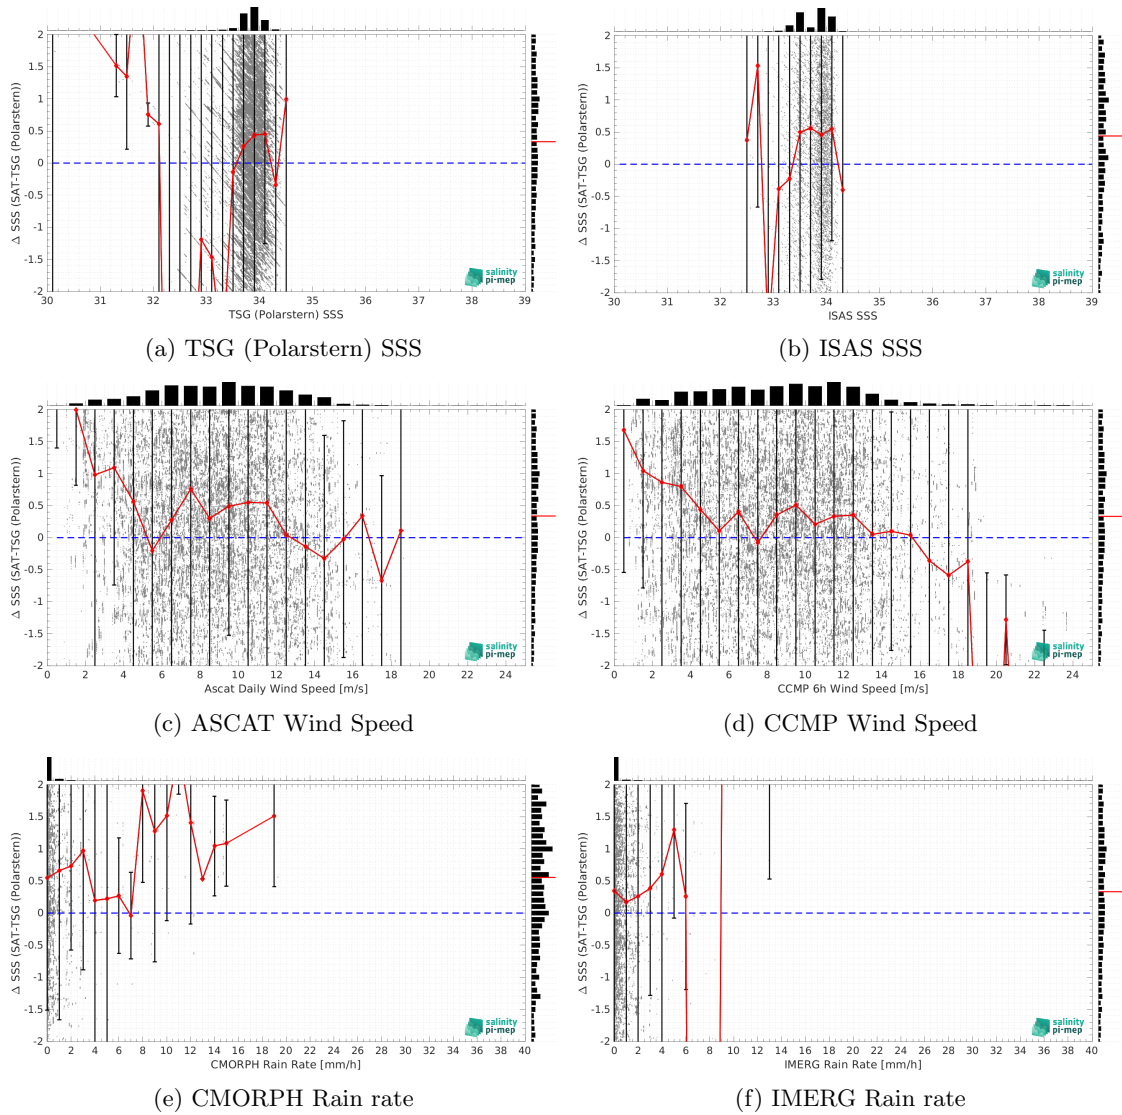 2
1.5
1
0.5
0
-0.5
-1
-1.5
-2
Δ SSS (SAT-TSG (Polarstern))
30 31 32 33 34 35 36 37 38 39
TSG (Polarstern) SSS
salinity
pi-mep
(a) TSG (Polarstern) SSS
2
1.5
1
0.5
0
-0.5
-1
-1.5
-2
Δ SSS (SAT-TSG (Polarstern))
30 31 32 33 34 35 36 37 38 39
ISAS SSS
salinity
pi-mep
(b) ISAS SSS
2
1.5
1
0.5
0
-0.5
-1
-1.5
-2
Δ SSS (SAT-TSG (Polarstern))
0 2 4 6 8 10 12 14 16 18 20 22 24
Ascat Daily Wind Speed [m/s]
salinity
pi-mep
(c) ASCAT Wind Speed
2
1.5
1
0.5
0
-0.5
-1
-1.5
-2
Δ SSS (SAT-TSG (Polarstern))
0 2 4 6 8 10 12 14 16 18 20 22 24
CCMP 6h Wind Speed [m/s]
salinity
pi-mep
(d) CCMP Wind Speed
2
1.5
1
0.5
0
-0.5
-1
-1.5
-2
Δ SSS (SAT-TSG (Polarstern))
0 2 4 6 8 10 12 14 16 18 20 22 24 26 28 30 32 34 36 38 40
CMORPH Rain Rate [mm/h]
salinity
pi-mep
(e) CMORPH Rain rate
2
1.5
1
0.5
0
-0.5
-1
-1.5
-2
Δ SSS (SAT-TSG (Polarstern))
0 2 4 6 8 10 12 14 16 18 20 22 24 26 28 30 32 34 36 38 40
IMERG Rain Rate [mm/h]
salinity
pi-mep
(f) IMERG Rain rate